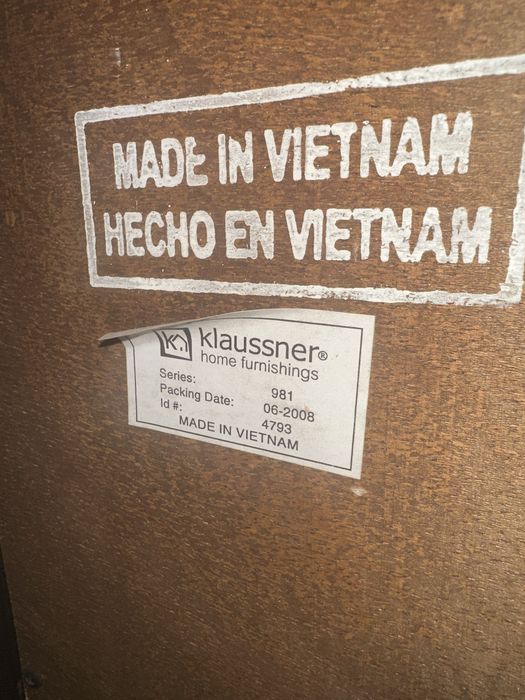 MADE IN VIETNAM
HECHO EN VIETNAM
K
klaussner®
home furnishings
Series: 981
Packing Date: 06-2008
Id #: 4793
MADE IN VIETNAM